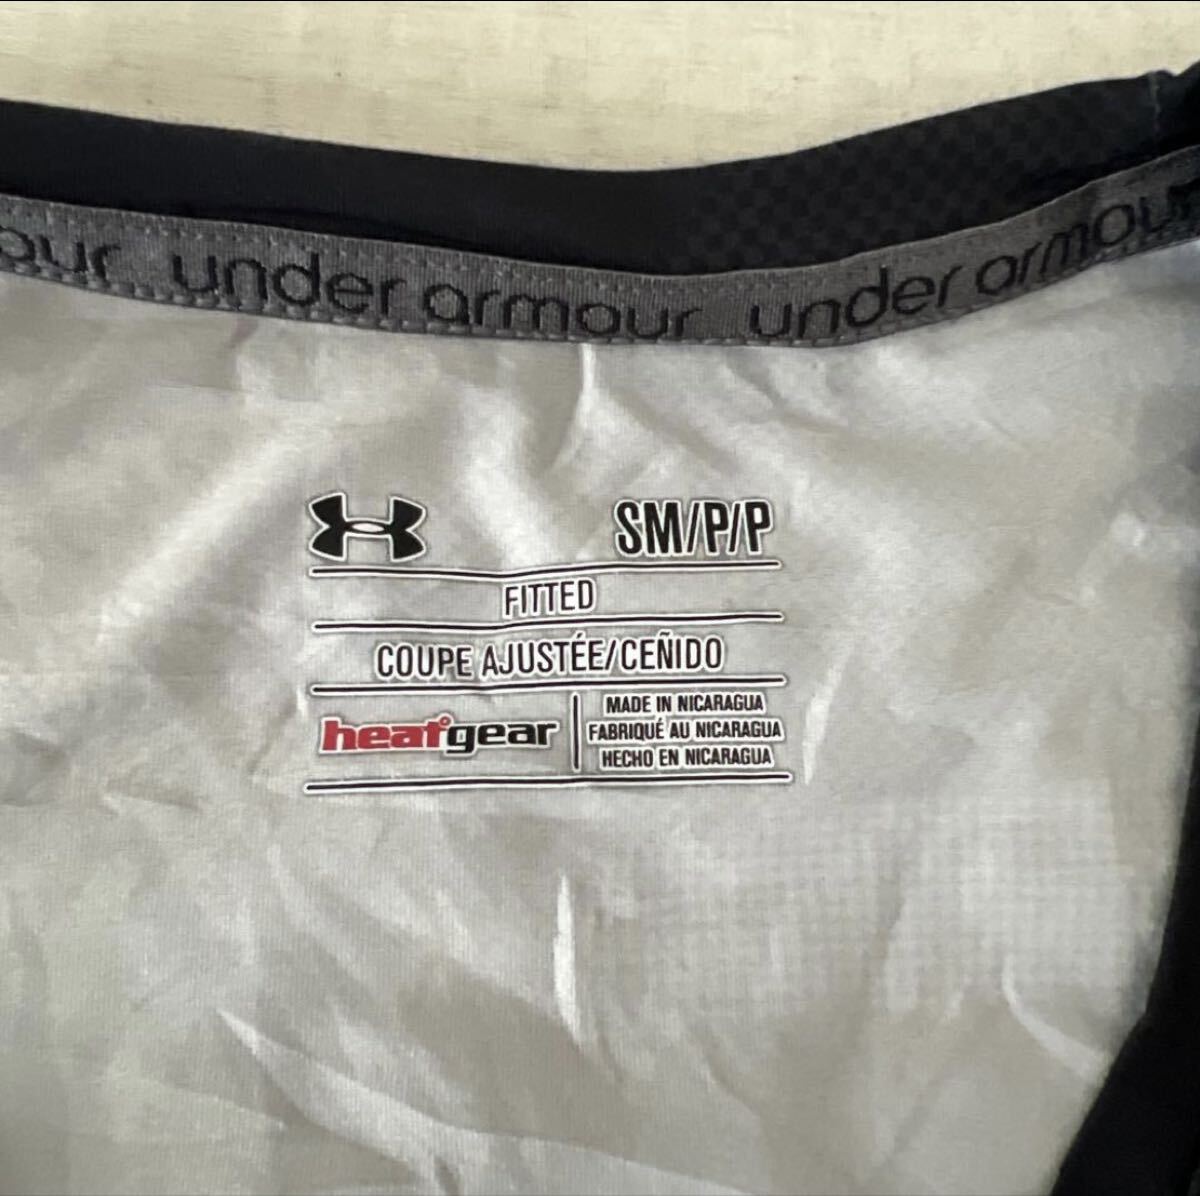 our under armour under armour
SM/P/P
FITTED
COUPE AJUSTÉE/CEÑIDO
heatgear
MADE IN NICARAGUA
FABRIQUÉ AU NICARAGUA
HECHO EN NICARAGUA